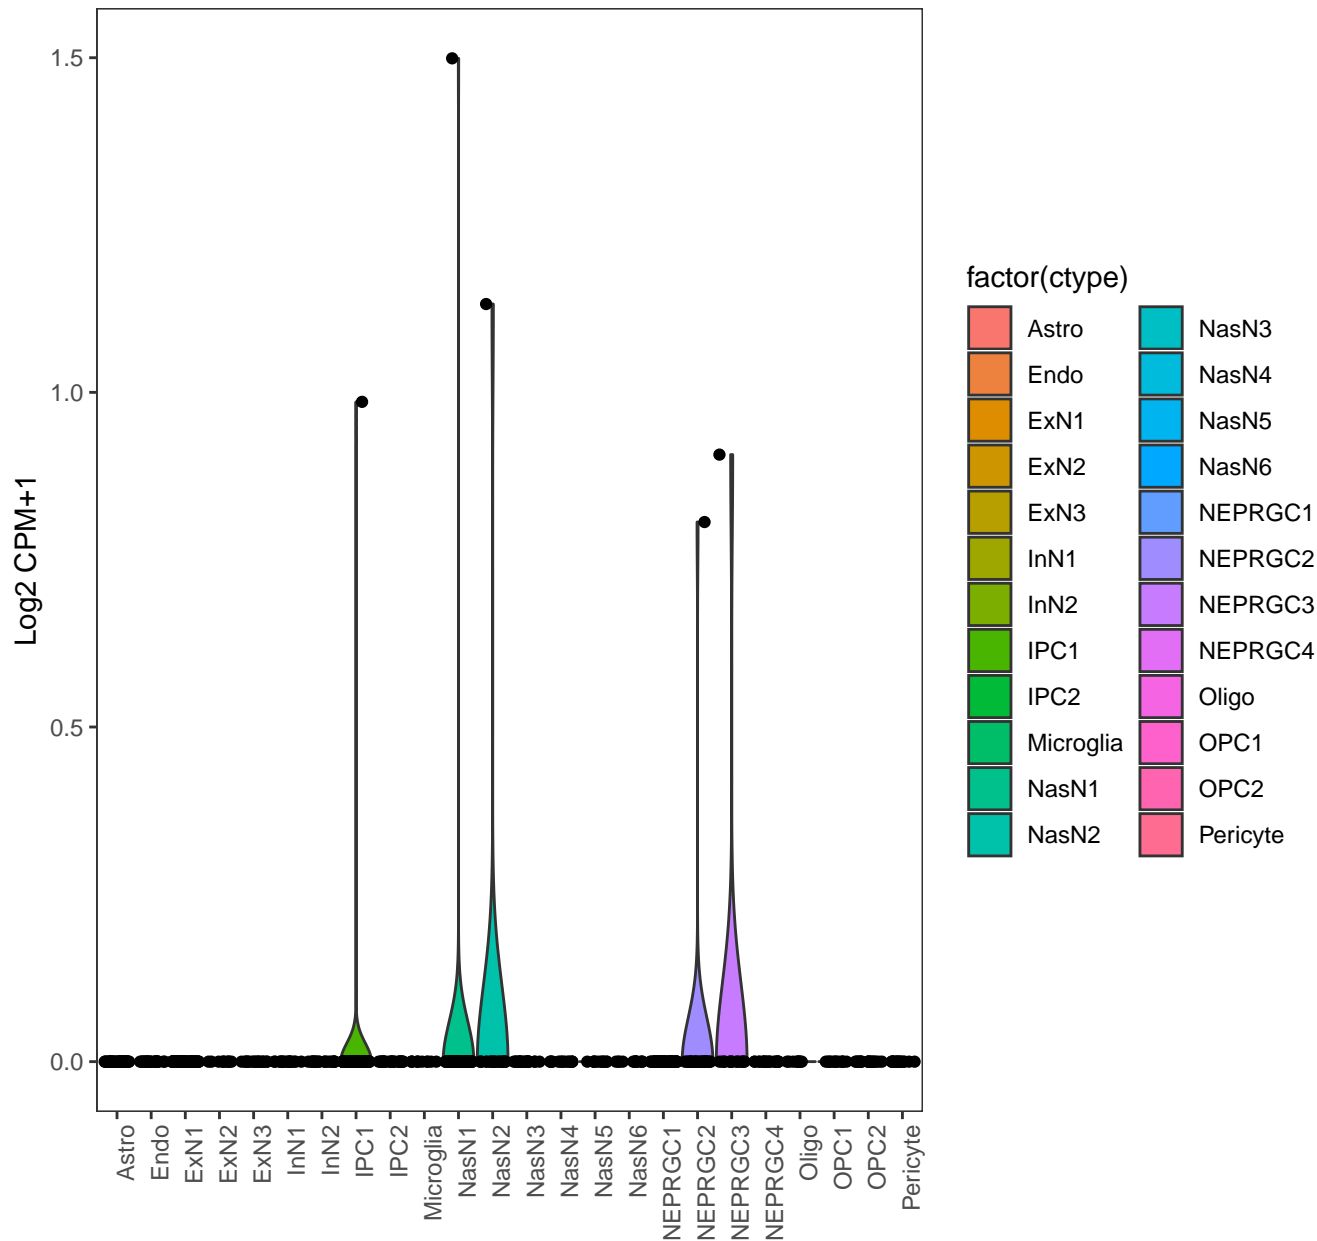 1.5
1.0
0.5
0.0
Log2 CPM+1
Astro
Endo
ExN1
ExN2
ExN3
InN1
InN2
IPC1
IPC2
Microglia
NasN1
NasN2
NasN3
NasN4
NasN5
NasN6
NEPRGC1
NEPRGC2
NEPRGC3
NEPRGC4
Oligo
OPC1
OPC2
Pericyte
factor(ctype)
Astro
Endo
ExN1
ExN2
ExN3
InN1
InN2
IPC1
IPC2
Microglia
NasN1
NasN2
NasN3
NasN4
NasN5
NasN6
NEPRGC1
NEPRGC2
NEPRGC3
NEPRGC4
Oligo
OPC1
OPC2
Pericyte